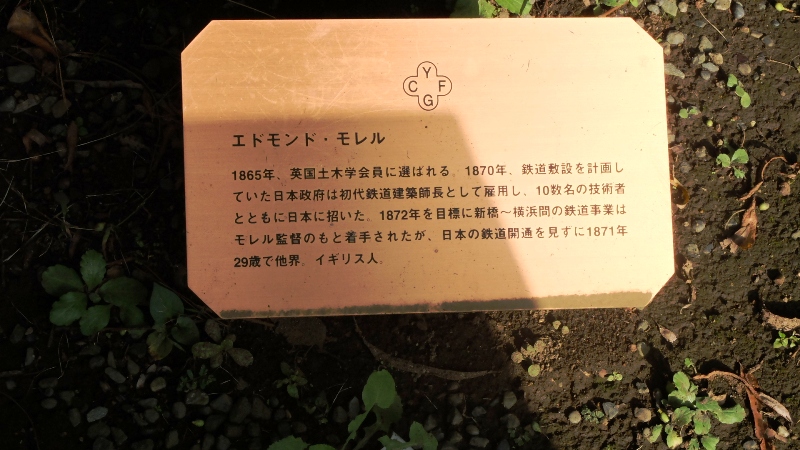 Y
C F
G
エドモンド・モレル
1865年、英国土木学会員に選ばれる。1870年、鉄道敷設を計画し
ていた日本政府は初代鉄道建築師長として雇用し、10数名の技術者
とともに日本に招いた。1872年を目標に新橋〜横浜間の鉄道事業は
モレル監督のもと着手されたが、日本の鉄道開通を見ずに1871年
29歳で他界。イギリス人。